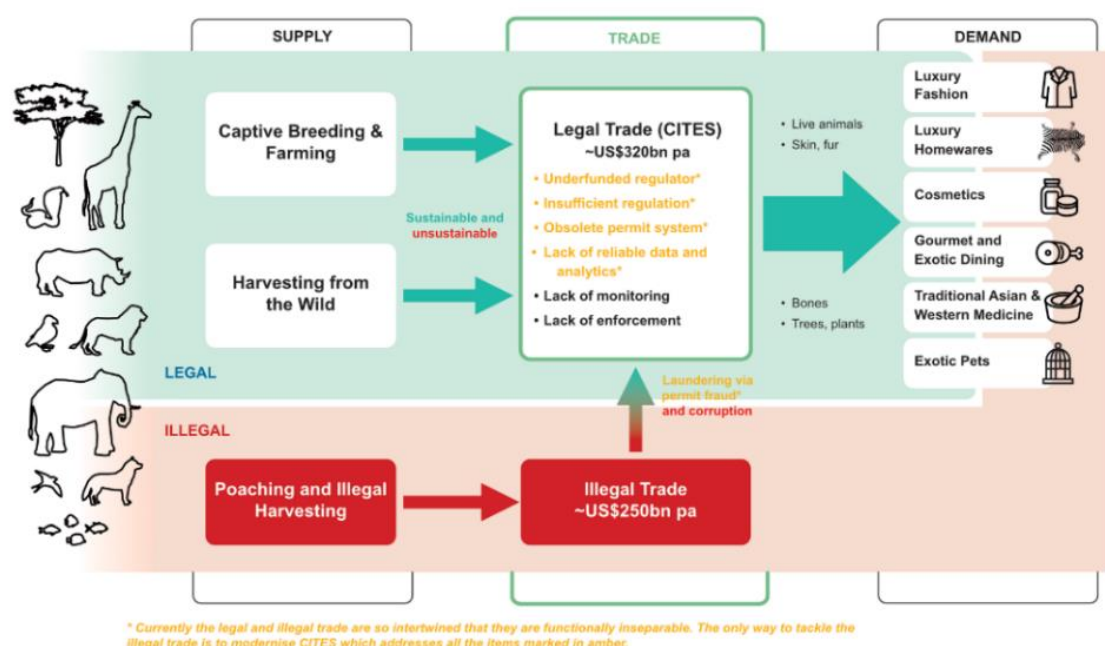 SUPPLY
TRADE
DEMAND
Captive Breeding &
Farming
Sustainable and
unsustainable
Harvesting from
the Wild
LEGAL
Legal Trade (CITES)
~US$320bn pa
• Underfunded regulator*
• Insufficient regulation*
• Obsolete permit system*
• Lack of reliable data and
analytics*
• Lack of monitoring
• Lack of enforcement
• Live animals
• Skin, fur
• Bones
• Trees, plants
Luxury
Fashion
Luxury
Homewares
Cosmetics
Gourmet and
Exotic Dining
Traditional Asian &
Western Medicine
Exotic Pets
Laundering via
permit fraud*
and corruption
ILLEGAL
Poaching and Illegal
Harvesting
Illegal Trade
~US$250bn pa
* Currently the legal and illegal trade are so intertwined that they are functionally inseparable. The only way to tackle the
illegal trade is to modernise CITES which addresses all the items marked in amber.